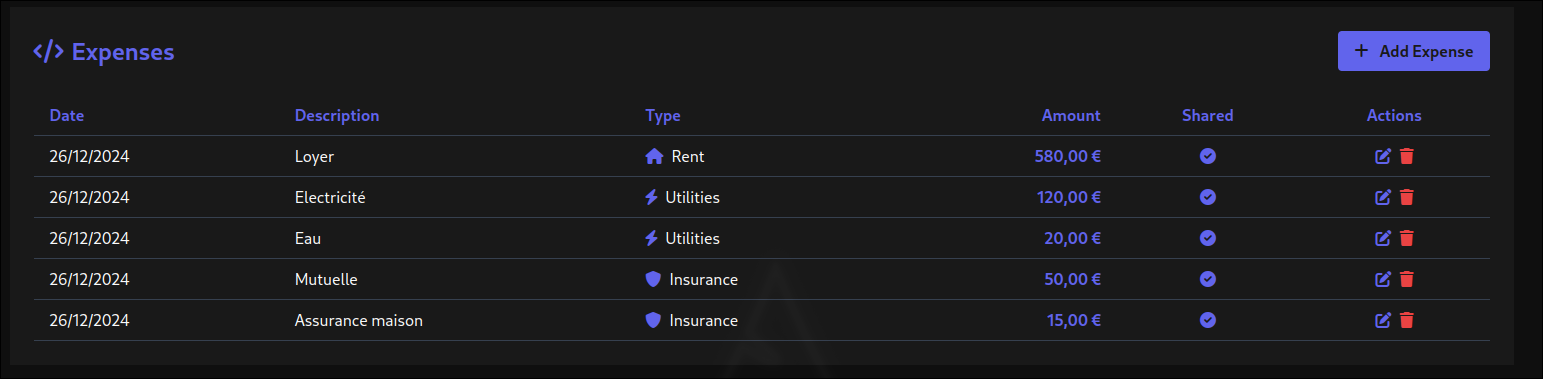 </> Expenses
+ Add Expense
Date Description Type Amount Shared Actions
26/12/2024 Loyer Rent 580,00 €
26/12/2024 Electricité Utilities 120,00 €
26/12/2024 Eau Utilities 20,00 €
26/12/2024 Mutuelle Insurance 50,00 €
26/12/2024 Assurance maison Insurance 15,00 €